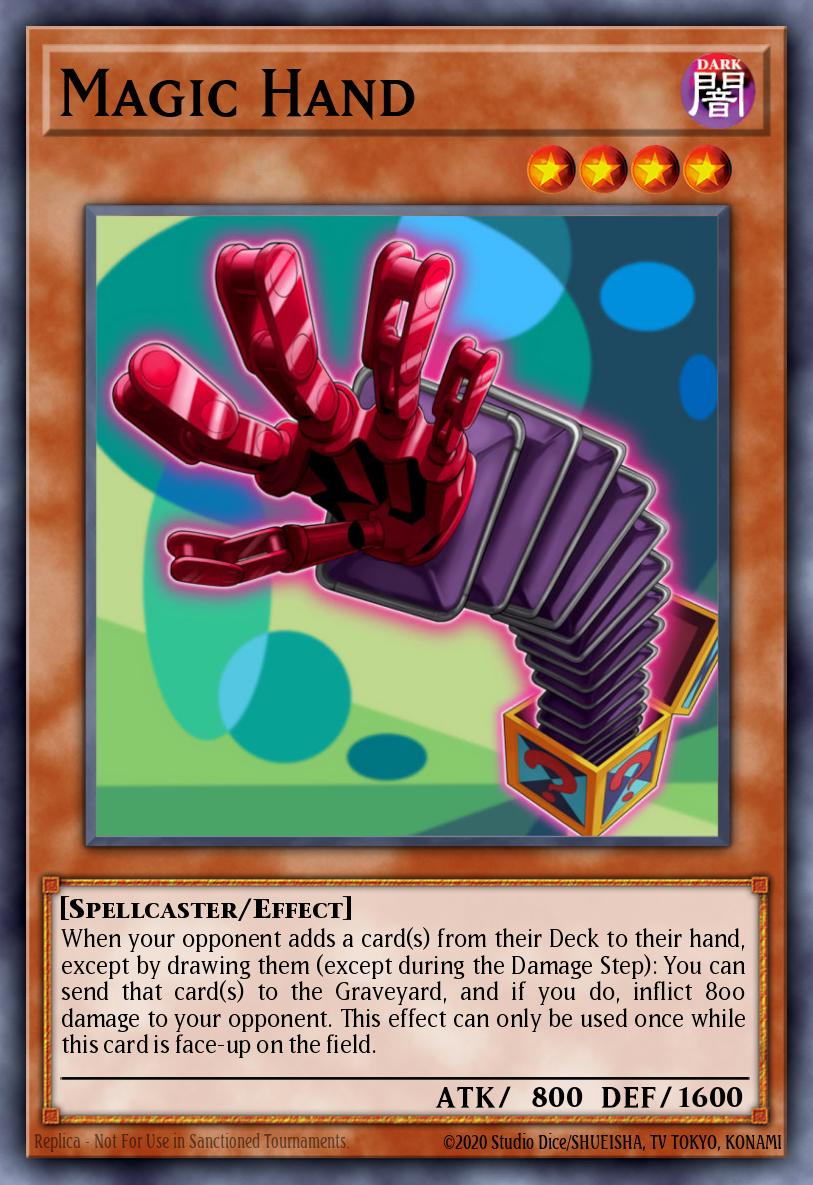 Magic Hand
DARK
闇
? ?
[Spellcaster/Effect]
When your opponent adds a card(s) from their Deck to their hand,
except by drawing them (except during the Damage Step): You can
send that card(s) to the Graveyard, and if you do, inflict 800
damage to your opponent. This effect can only be used once while
this card is face-up on the field.
ATK/ 800 DEF/1600
Replica - Not For Use in Sanctioned Tournaments.
©2020 Studio Dice/SHUEISHA, TV TOKYO, KONAMI